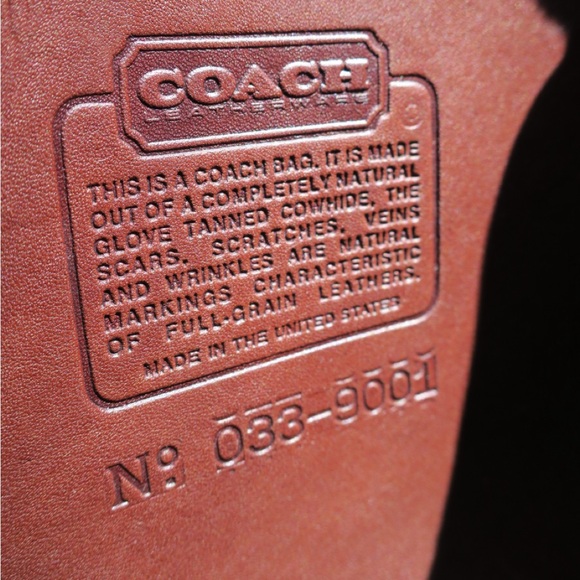 COACH
LEATHERWARE
®
THIS IS A COACH BAG. IT IS MADE
OUT OF A COMPLETELY NATURAL
GLOVE TANNED COWHIDE. THE
SCARS, SCRATCHES, VEINS
AND WRINKLES ARE NATURAL
MARKINGS CHARACTERISTIC
OF FULL-GRAIN LEATHERS.
MADE IN THE UNITED STATES
Nº 033-9001